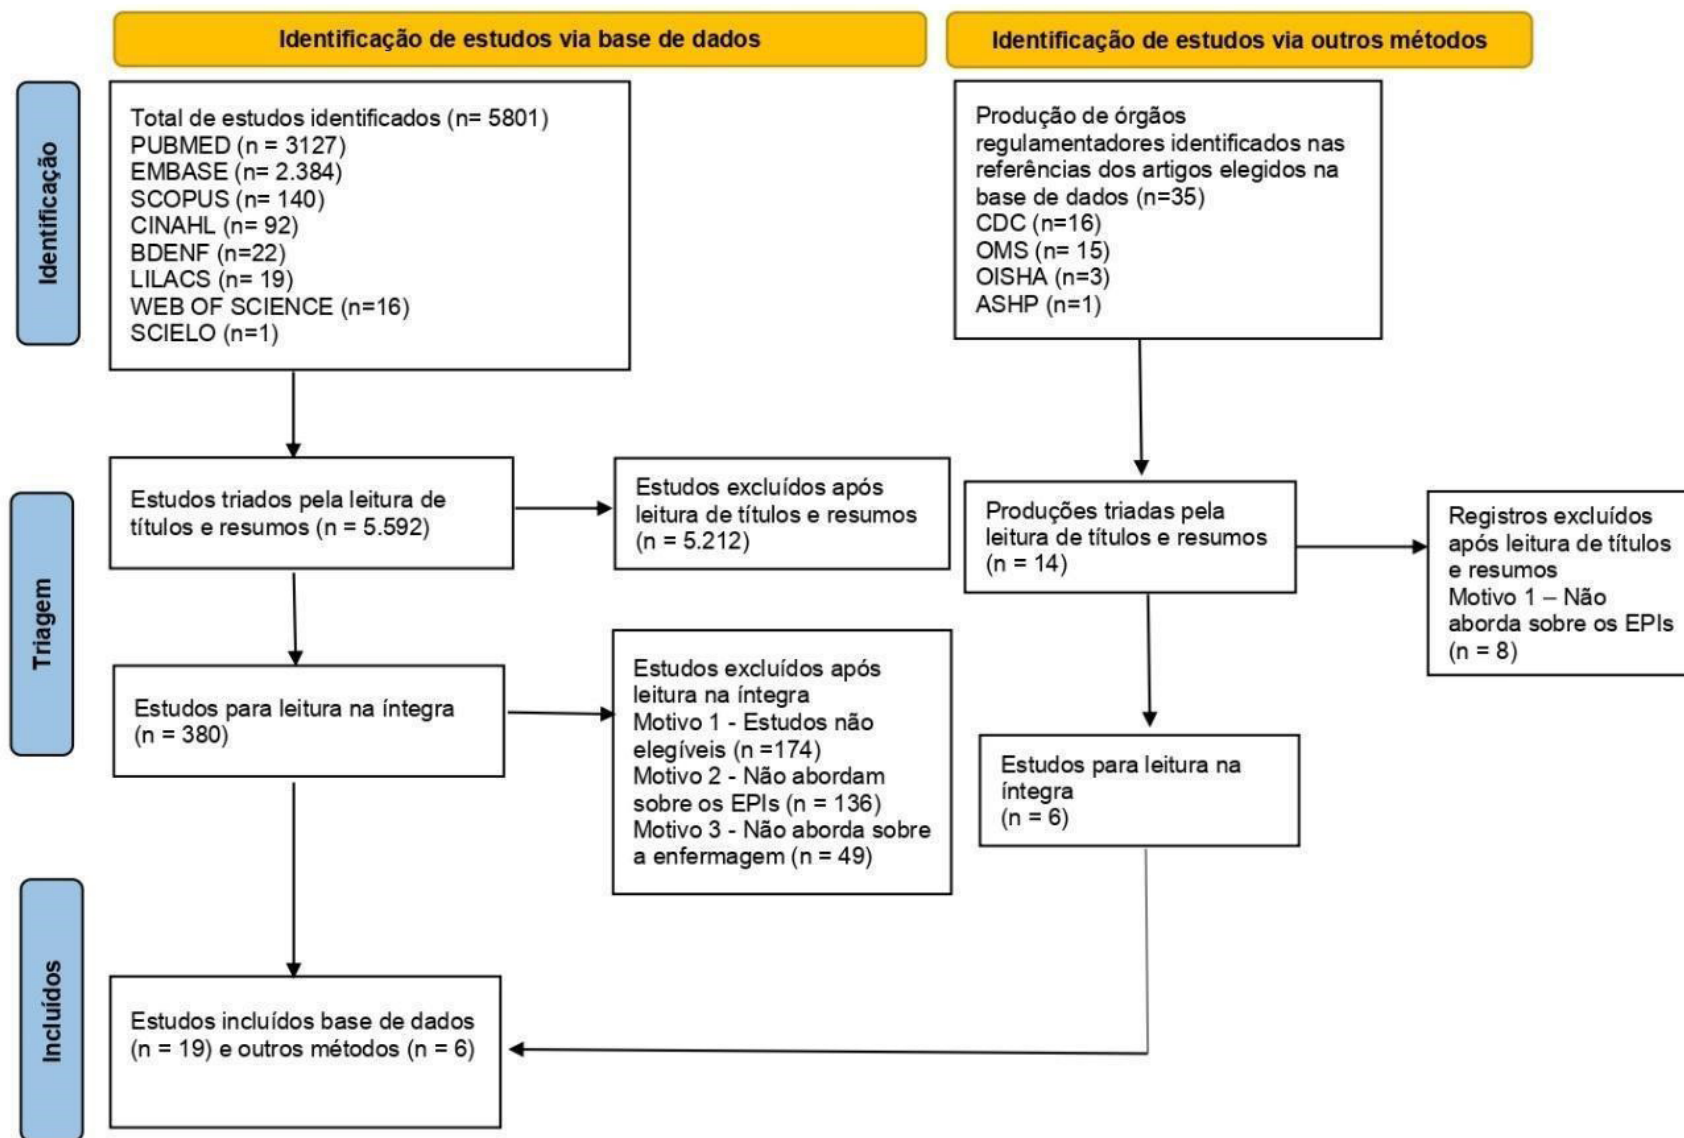 Identificação de estudos via base de dados
Identificação de estudos via outros métodos
Identificação
Total de estudos identificados (n= 5801)
PUBMED (n = 3127)
EMBASE (n= 2.384)
SCOPUS (n= 140)
CINAHL (n= 92)
BDENF (n=22)
LILACS (n= 19)
WEB OF SCIENCE (n=16)
SCIELO (n=1)
Produção de órgãos
regulamentadores identificados nas
referências dos artigos elegidos na
base de dados (n=35)
CDC (n=16)
OMS (n= 15)
OISHA (n=3)
ASHP (n=1)
Triagem
Estudos triados pela leitura de
títulos e resumos (n = 5.592)
Estudos excluídos após
leitura de títulos e resumos
(n = 5.212)
Produções triadas pela
leitura de títulos e resumos
(n = 14)
Registros excluídos
após leitura de títulos
e resumos
Motivo 1 – Não
aborda sobre os EPIs
(n = 8)
Estudos para leitura na íntegra
(n = 380)
Estudos excluídos após
leitura na íntegra
Motivo 1 - Estudos não
elegíveis (n =174)
Motivo 2 - Não abordam
sobre os EPIs (n = 136)
Motivo 3 - Não aborda sobre
a enfermagem (n = 49)
Estudos para leitura na
íntegra
(n = 6)
Incluídos
Estudos incluídos base de dados
(n = 19) e outros métodos (n = 6)